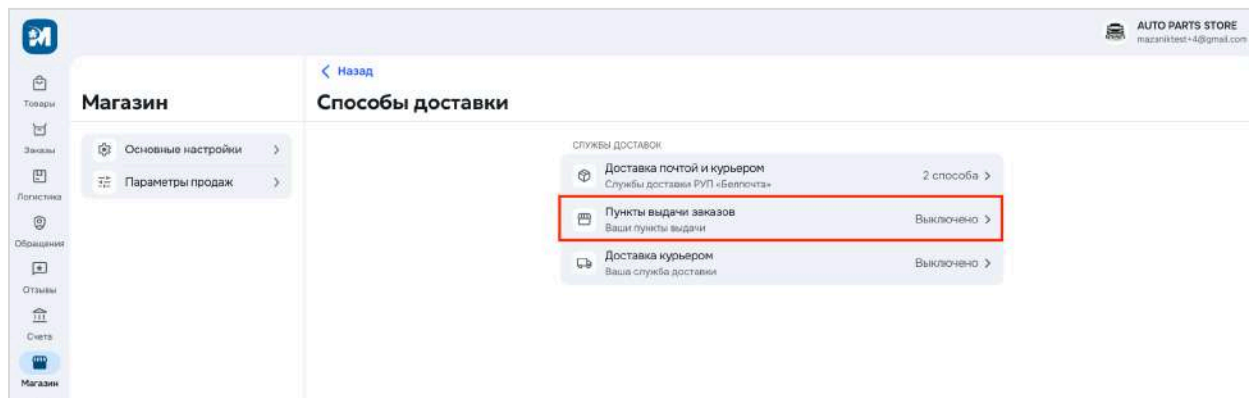 AUTO PARTS STORE
mazaniktest+4@gmail.com
Назад
Товары
Магазин
Способы доставки
Заказы
Основные настройки
СЛУЖБЫ ДОСТАВОК
Доставка почтой и курьером
2 способа
Службы доставки РУП «Белпочта»
Логистика
Параметры продаж
Пункты выдачи заказов
Выключено
Ваши пункты выдачи
Обращения
Доставка курьером
Выключено
Ваша служба доставки
Отзывы
Счета
Магазин